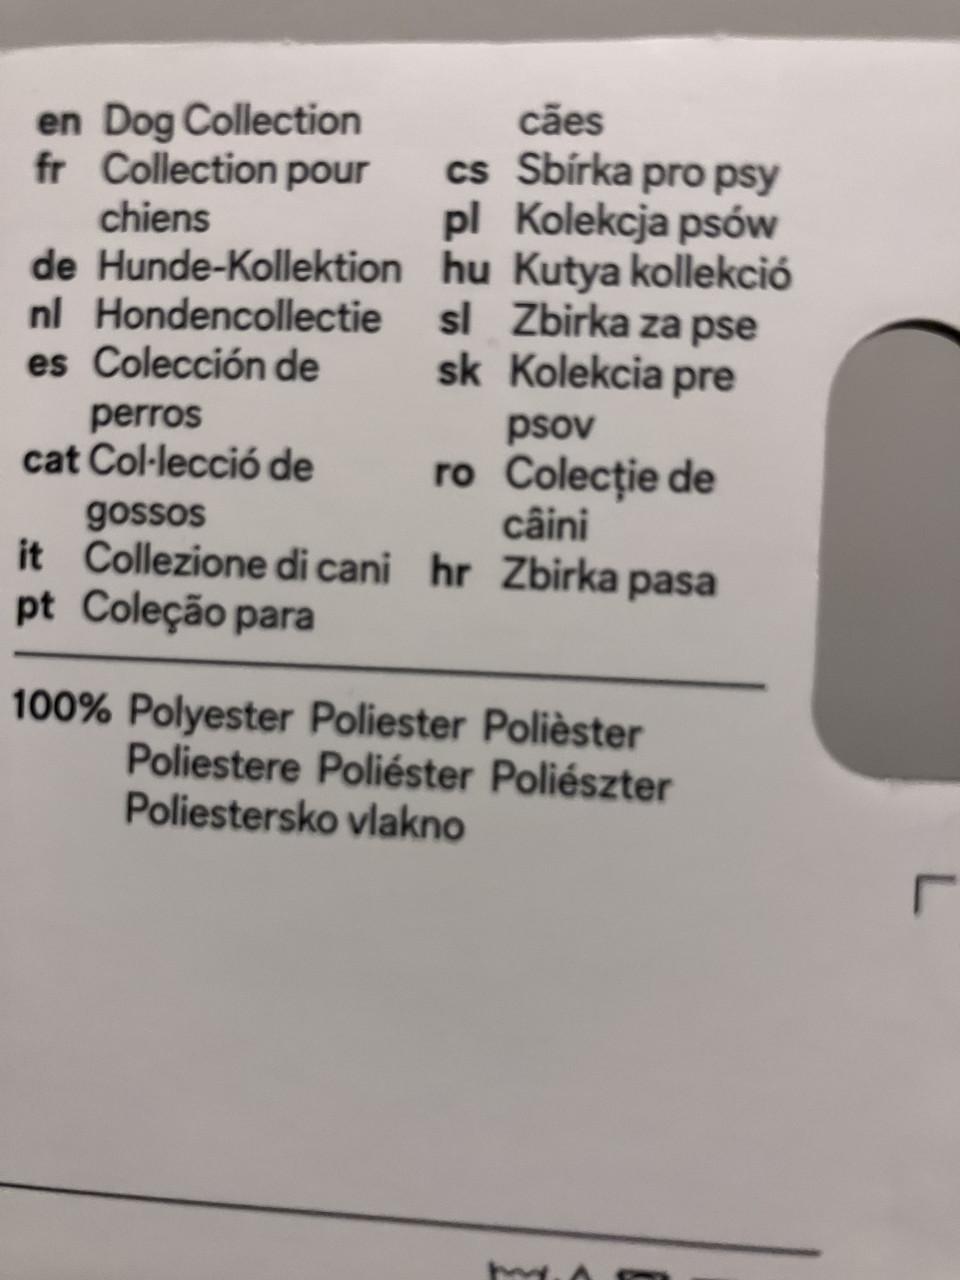 en Dog Collection
fr Collection pour
chiens
de Hunde-Kollektion
nl Hondencollectie
es Colección de
perros
cat Col·lecció de
gossos
it Collezione di cani
pt Coleção para
cães
cs Sbírka pro psy
pl Kolekcja psów
hu Kutya kollekció
sl Zbirka za pse
sk Kolekcia pre
psov
ro Colecție de
câini
hr Zbirka pasa
100% Polyester Poliester Polièster
Poliestere Poliéster Poliészter
Poliestersko vlakno